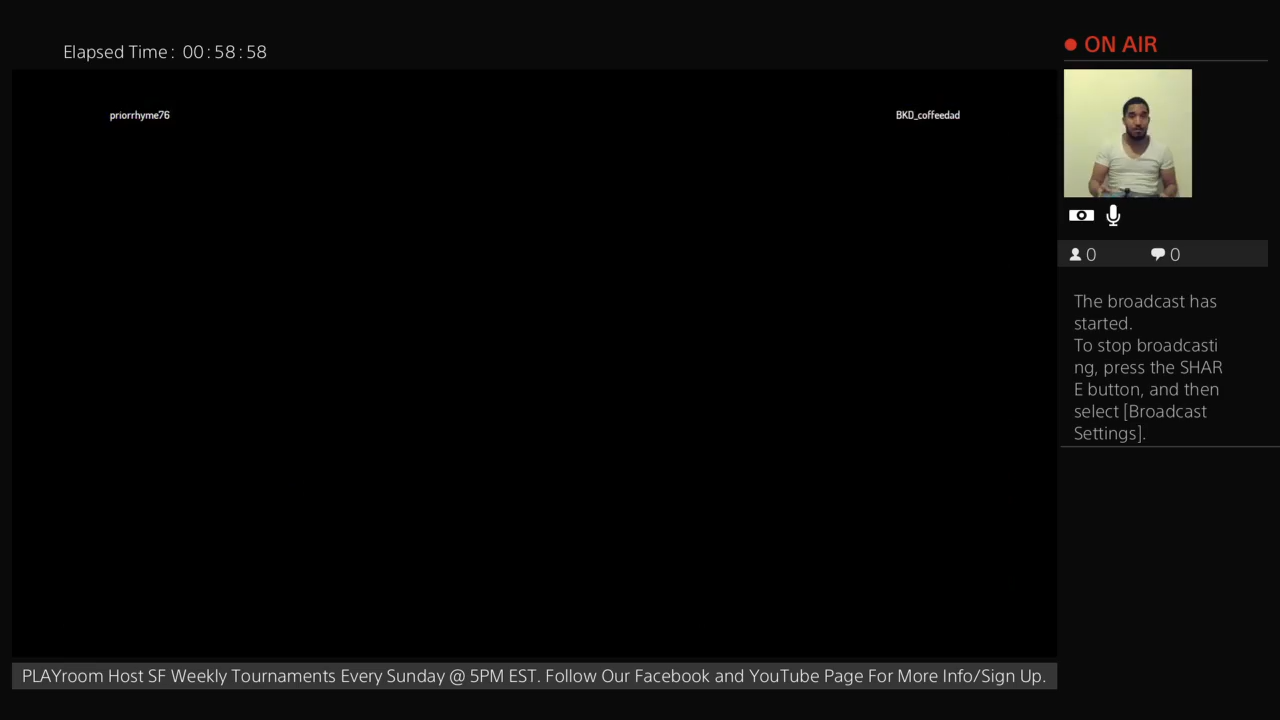 Elapsed Time: 00:58:58
ON AIR
priorrhyme76
BKD_coffeedad
0
0
The broadcast has
started.
To stop broadcasti
ng, press the SHAR
E button, and then
select [Broadcast
Settings].
PLAYroom Host SF Weekly Tournaments Every Sunday @ 5PM EST. Follow Our Facebook and YouTube Page For More Info/Sign Up.